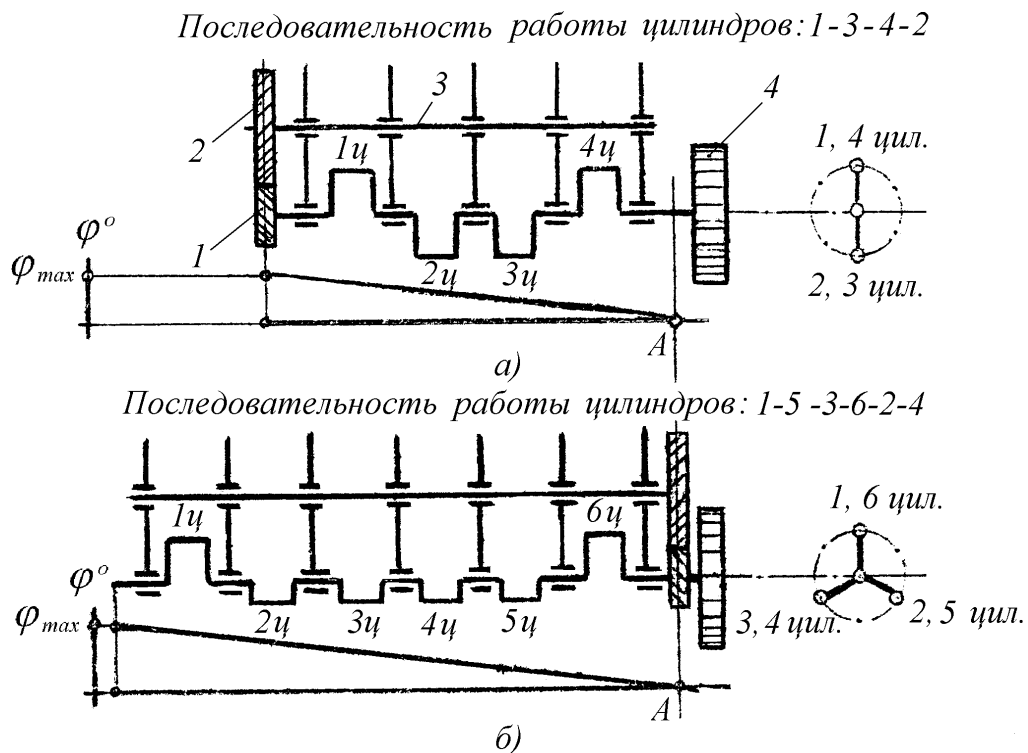 Последовательность работы цилиндров: 1-3-4-2
3
4
2
1ц
4ц
1, 4 цил.
1
φ°
φmax
2ц
3ц
2, 3 цил.
А
а)
Последовательность работы цилиндров: 1-5-3-6-2-4
1ц
6ц
1, 6 цил.
φ°
φmax
2ц
3ц
4ц
5ц
3, 4 цил.
2, 5 цил.
А
б)